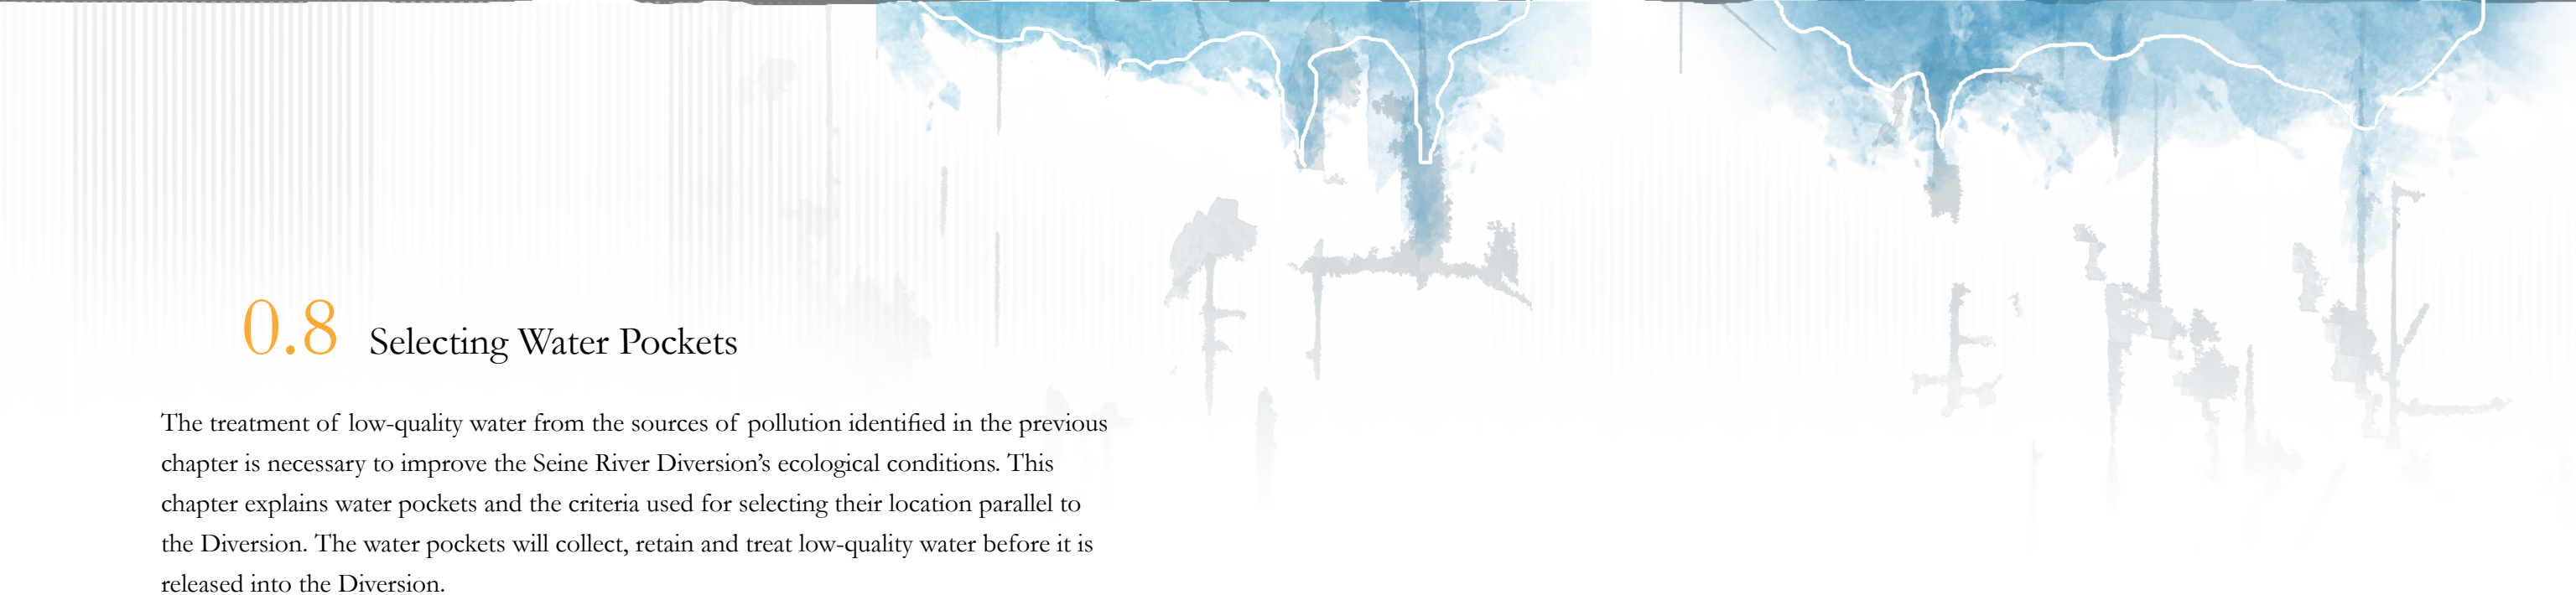 0.8 Selecting Water Pockets
The treatment of low-quality water from the sources of pollution identified in the previous
chapter is necessary to improve the Seine River Diversion’s ecological conditions. This
chapter explains water pockets and the criteria used for selecting their location parallel to
the Diversion. The water pockets will collect, retain and treat low-quality water before it is
released into the Diversion.